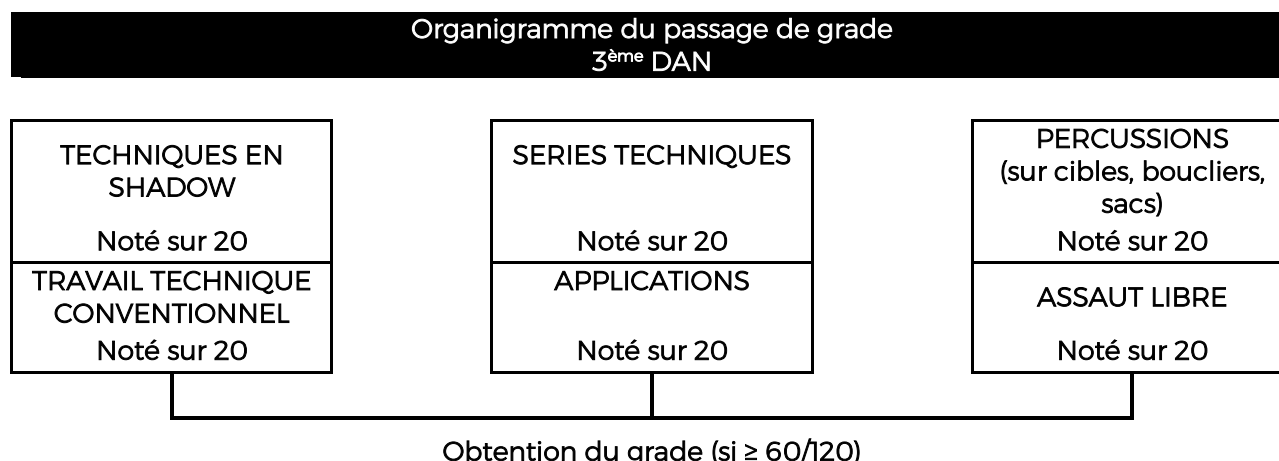 Organigramme du passage de grade
3ème DAN
TECHNIQUES EN
SHADOW
Noté sur 20
TRAVAIL TECHNIQUE
CONVENTIONNEL
Noté sur 20
SERIES TECHNIQUES
Noté sur 20
APPLICATIONS
Noté sur 20
PERCUSSIONS
(sur cibles, boucliers,
sacs)
Noté sur 20
ASSAUT LIBRE
Noté sur 20
Obtention du grade (si ≥ 60/120)